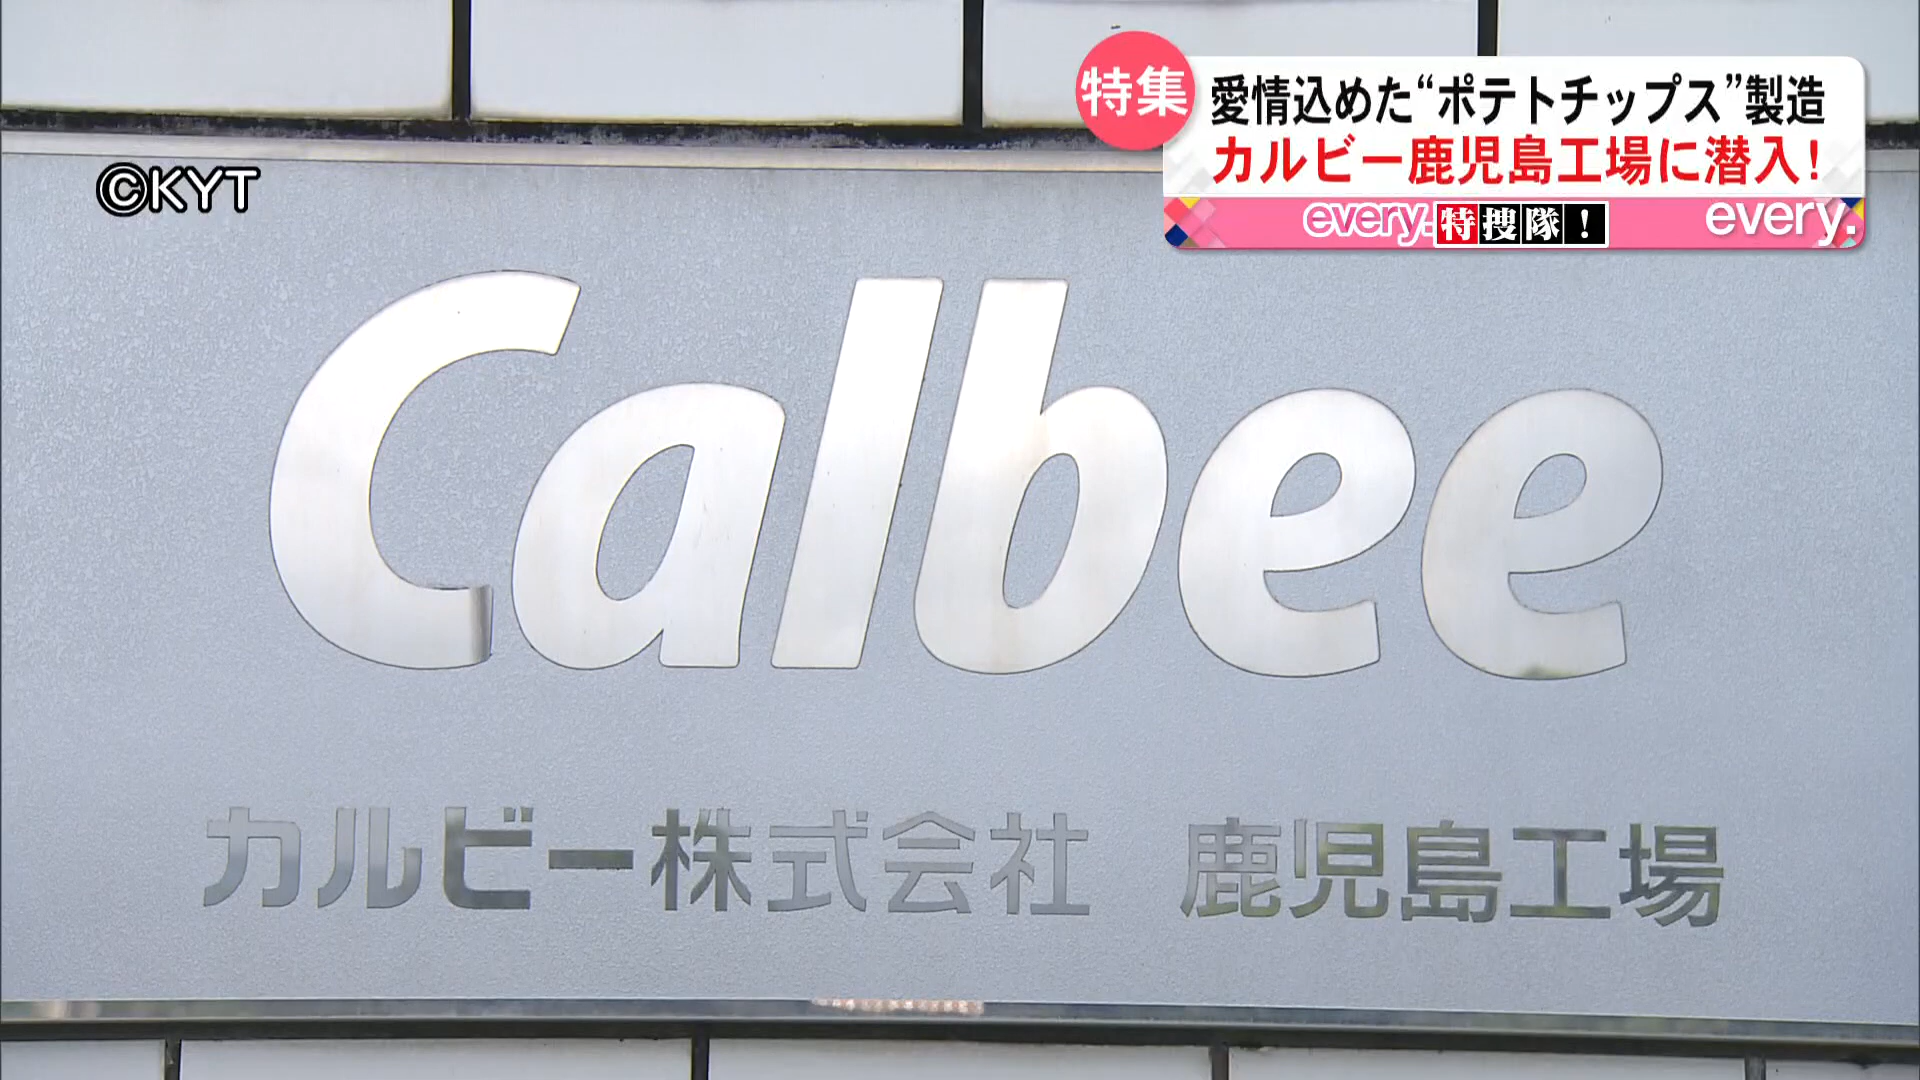 特集
愛情込めた“ポテトチップス”製造
カルビー鹿児島工場に潜入!
every.特捜隊!
every.
©KYT
Calbee
カルビー株式会社 鹿児島工場